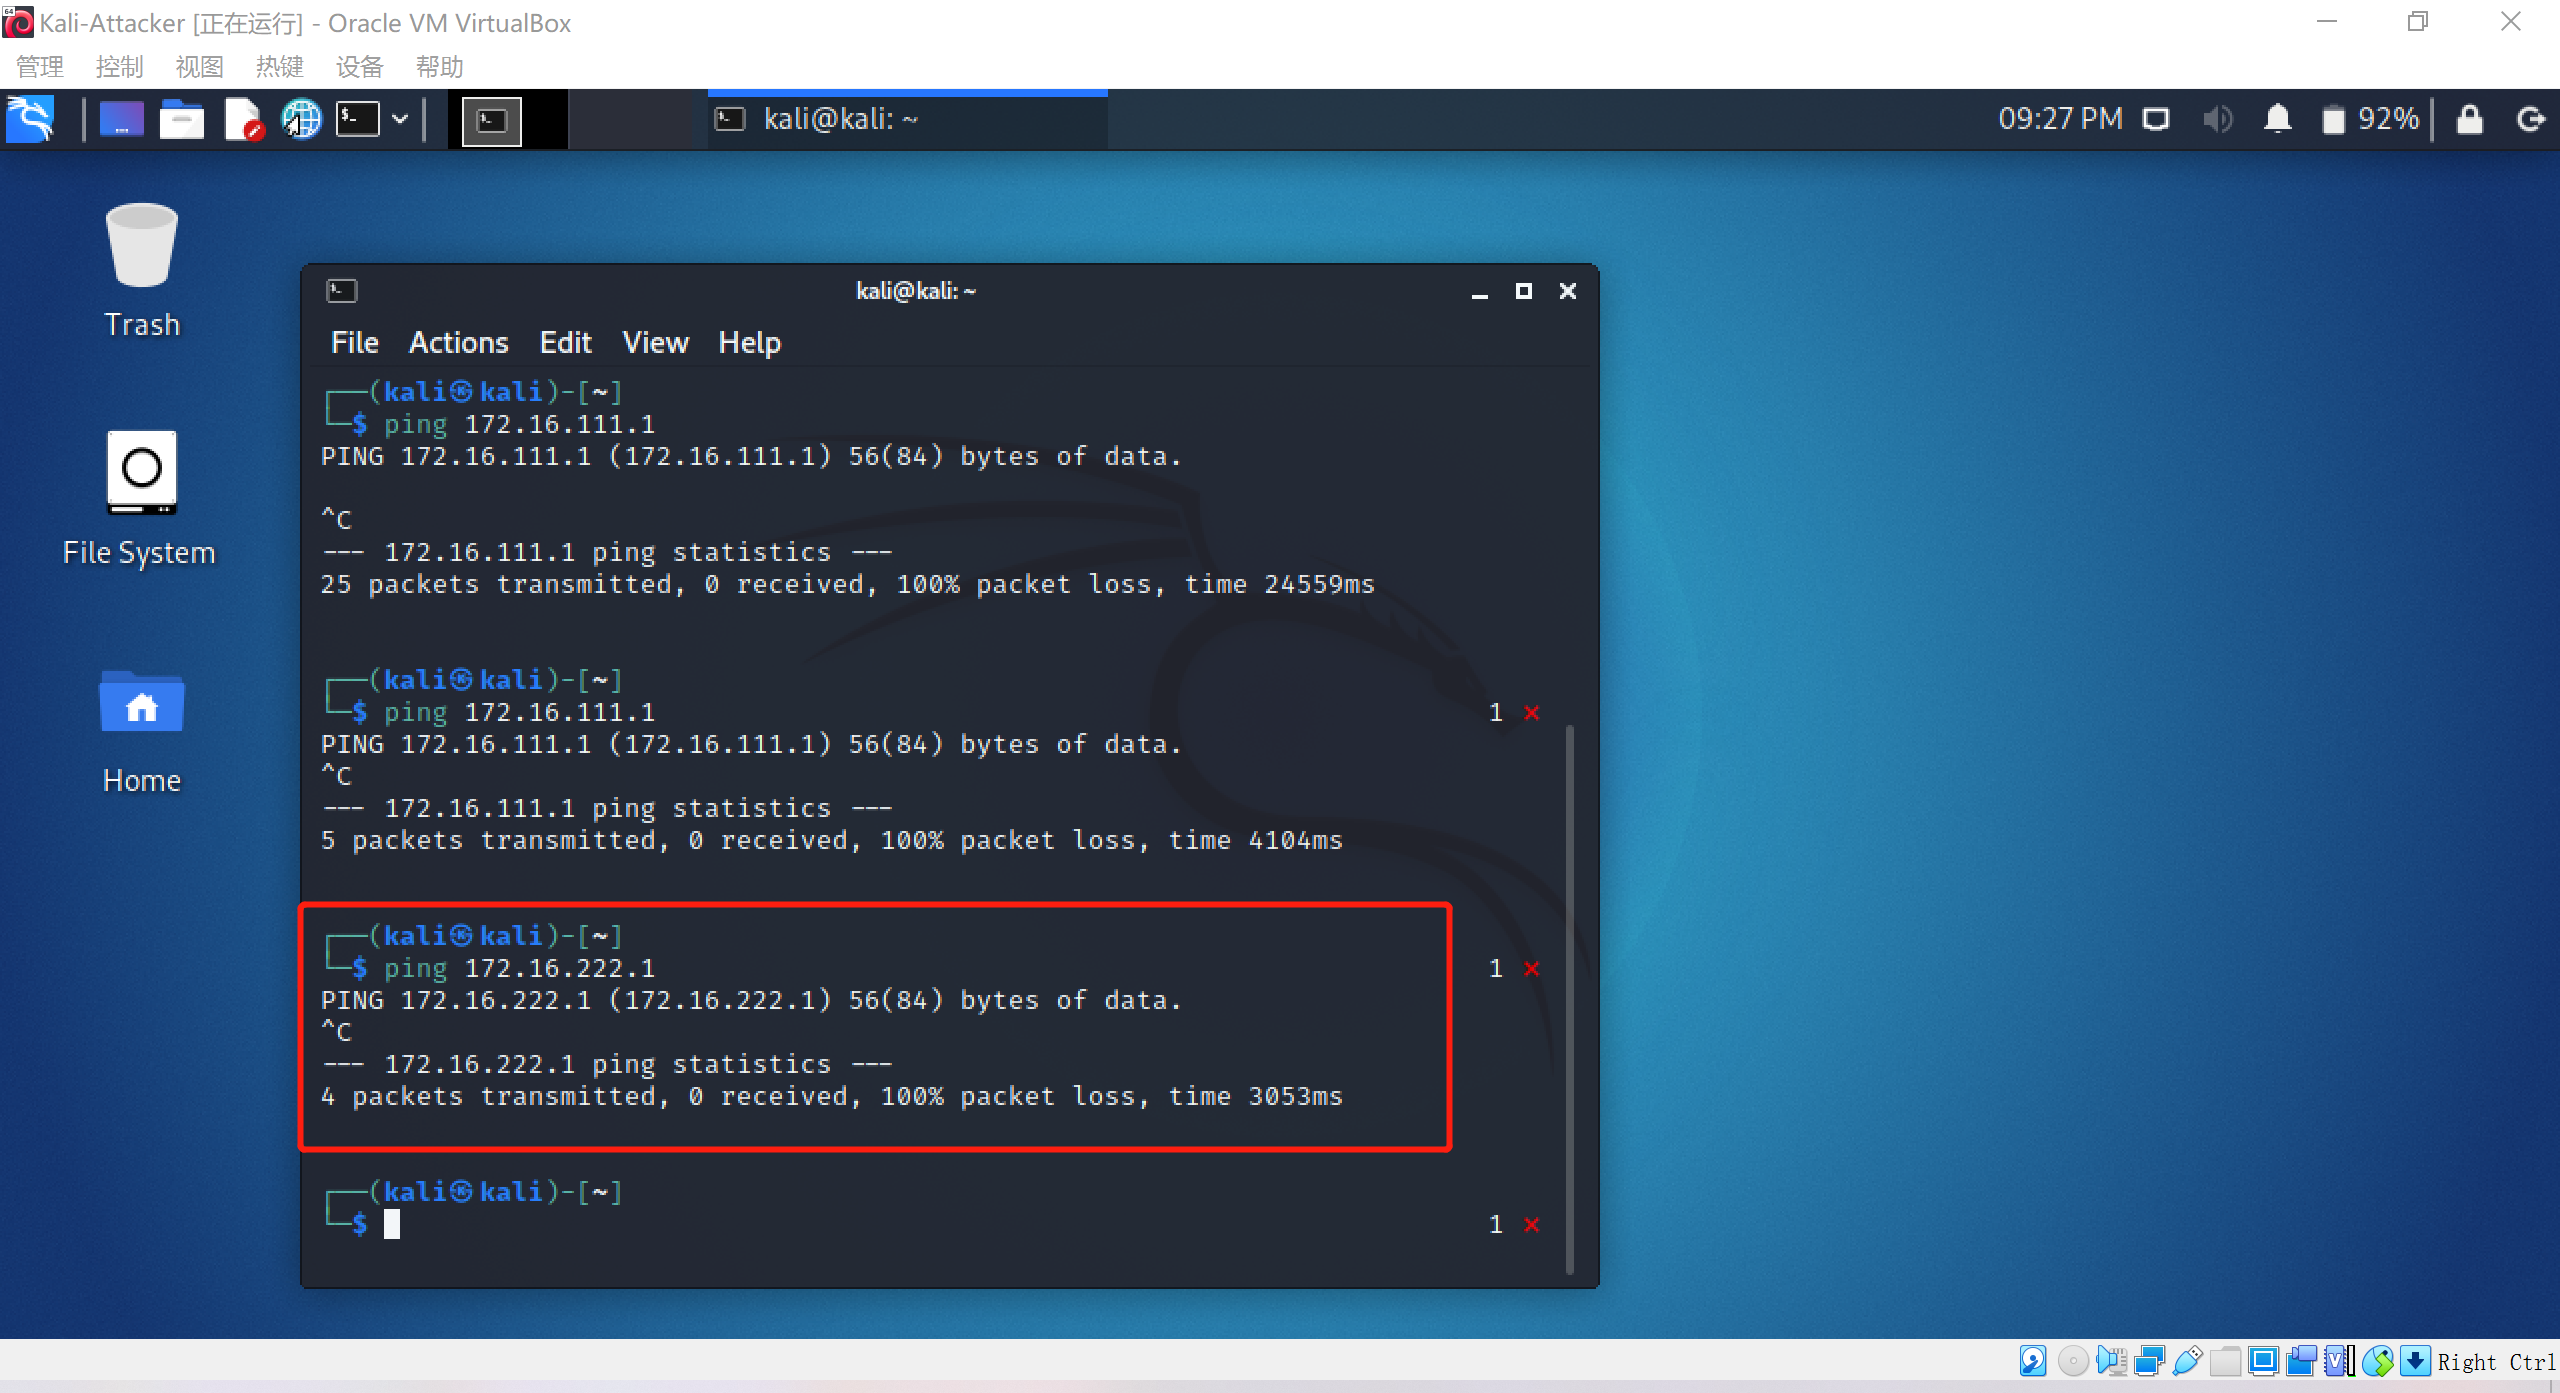 Kali-Attacker [正在运行] - Oracle VM VirtualBox
管理 控制 视图 热键 设备 帮助
kali@kali: ~ 09:27 PM 92%
Trash
File System
Home
kali@kali: ~
File Actions Edit View Help
┌──(kali㉿kali)-[~]
└─$ ping 172.16.111.1
PING 172.16.111.1 (172.16.111.1) 56(84) bytes of data.
^C
--- 172.16.111.1 ping statistics ---
25 packets transmitted, 0 received, 100% packet loss, time 24559ms
┌──(kali㉿kali)-[~]
└─$ ping 172.16.111.1 1 ⨯
PING 172.16.111.1 (172.16.111.1) 56(84) bytes of data.
^C
--- 172.16.111.1 ping statistics ---
5 packets transmitted, 0 received, 100% packet loss, time 4104ms
┌──(kali㉿kali)-[~]
└─$ ping 172.16.222.1 1 ⨯
PING 172.16.222.1 (172.16.222.1) 56(84) bytes of data.
^C
--- 172.16.222.1 ping statistics ---
4 packets transmitted, 0 received, 100% packet loss, time 3053ms
┌──(kali㉿kali)-[~]
└─$ 1 ⨯
Right Ctrl